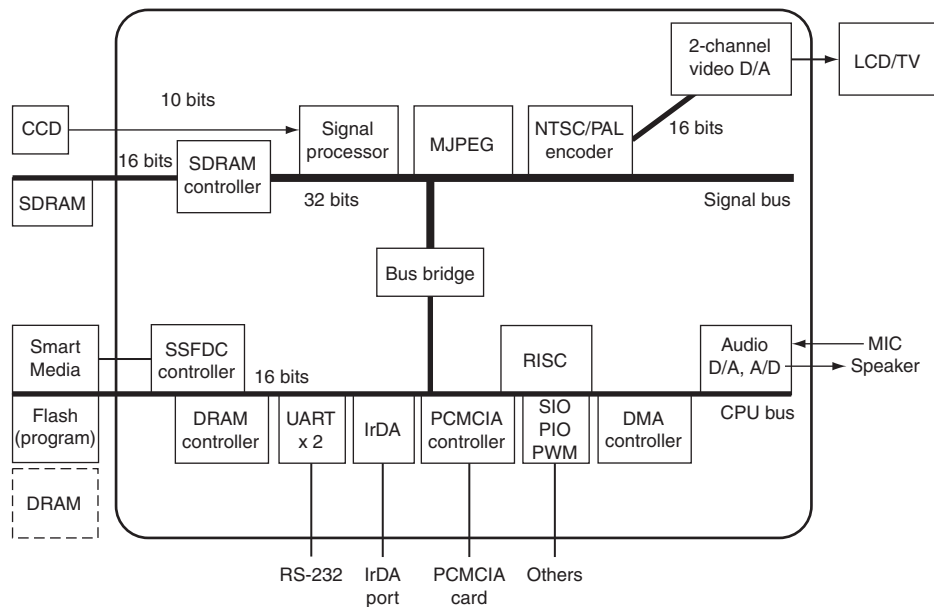 2-channel
video D/A
LCD/TV
10 bits
16 bits
CCD
Signal
processor
MJPEG
NTSC/PAL
encoder
16 bits
SDRAM
controller
SDRAM
32 bits
Signal bus
Bus bridge
Smart
Media
SSFDC
controller
RISC
Audio
D/A, A/D
MIC
Speaker
16 bits
CPU bus
Flash
(program)
DRAM
controller
UART
x 2
IrDA
PCMCIA
controller
SIO
PIO
PWM
DMA
controller
DRAM
RS-232
IrDA
port
PCMCIA
card
Others